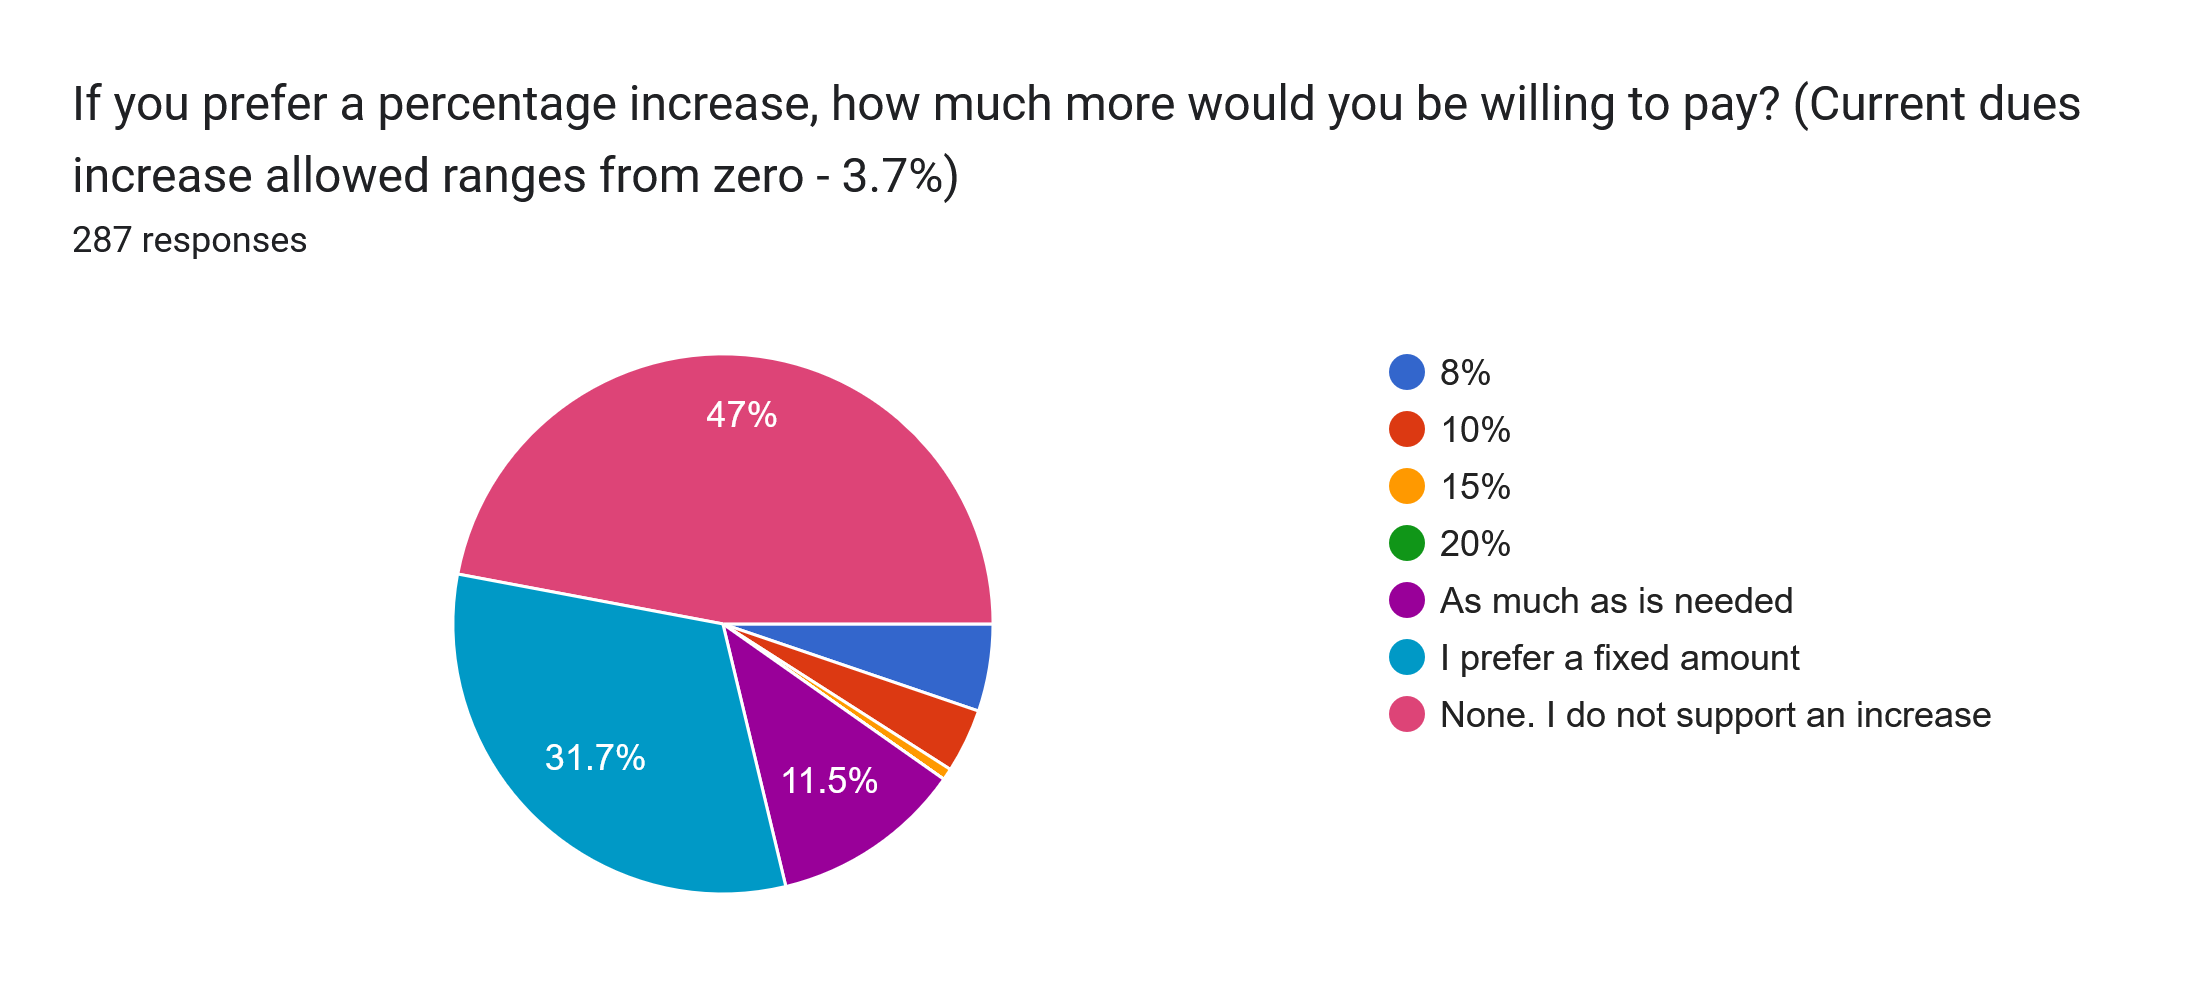 If you prefer a percentage increase, how much more would you be willing to pay? (Current dues
increase allowed ranges from zero - 3.7%)
287 responses
47%
31.7%
11.5%
8%
10%
15%
20%
As much as is needed
I prefer a fixed amount
None. I do not support an increase